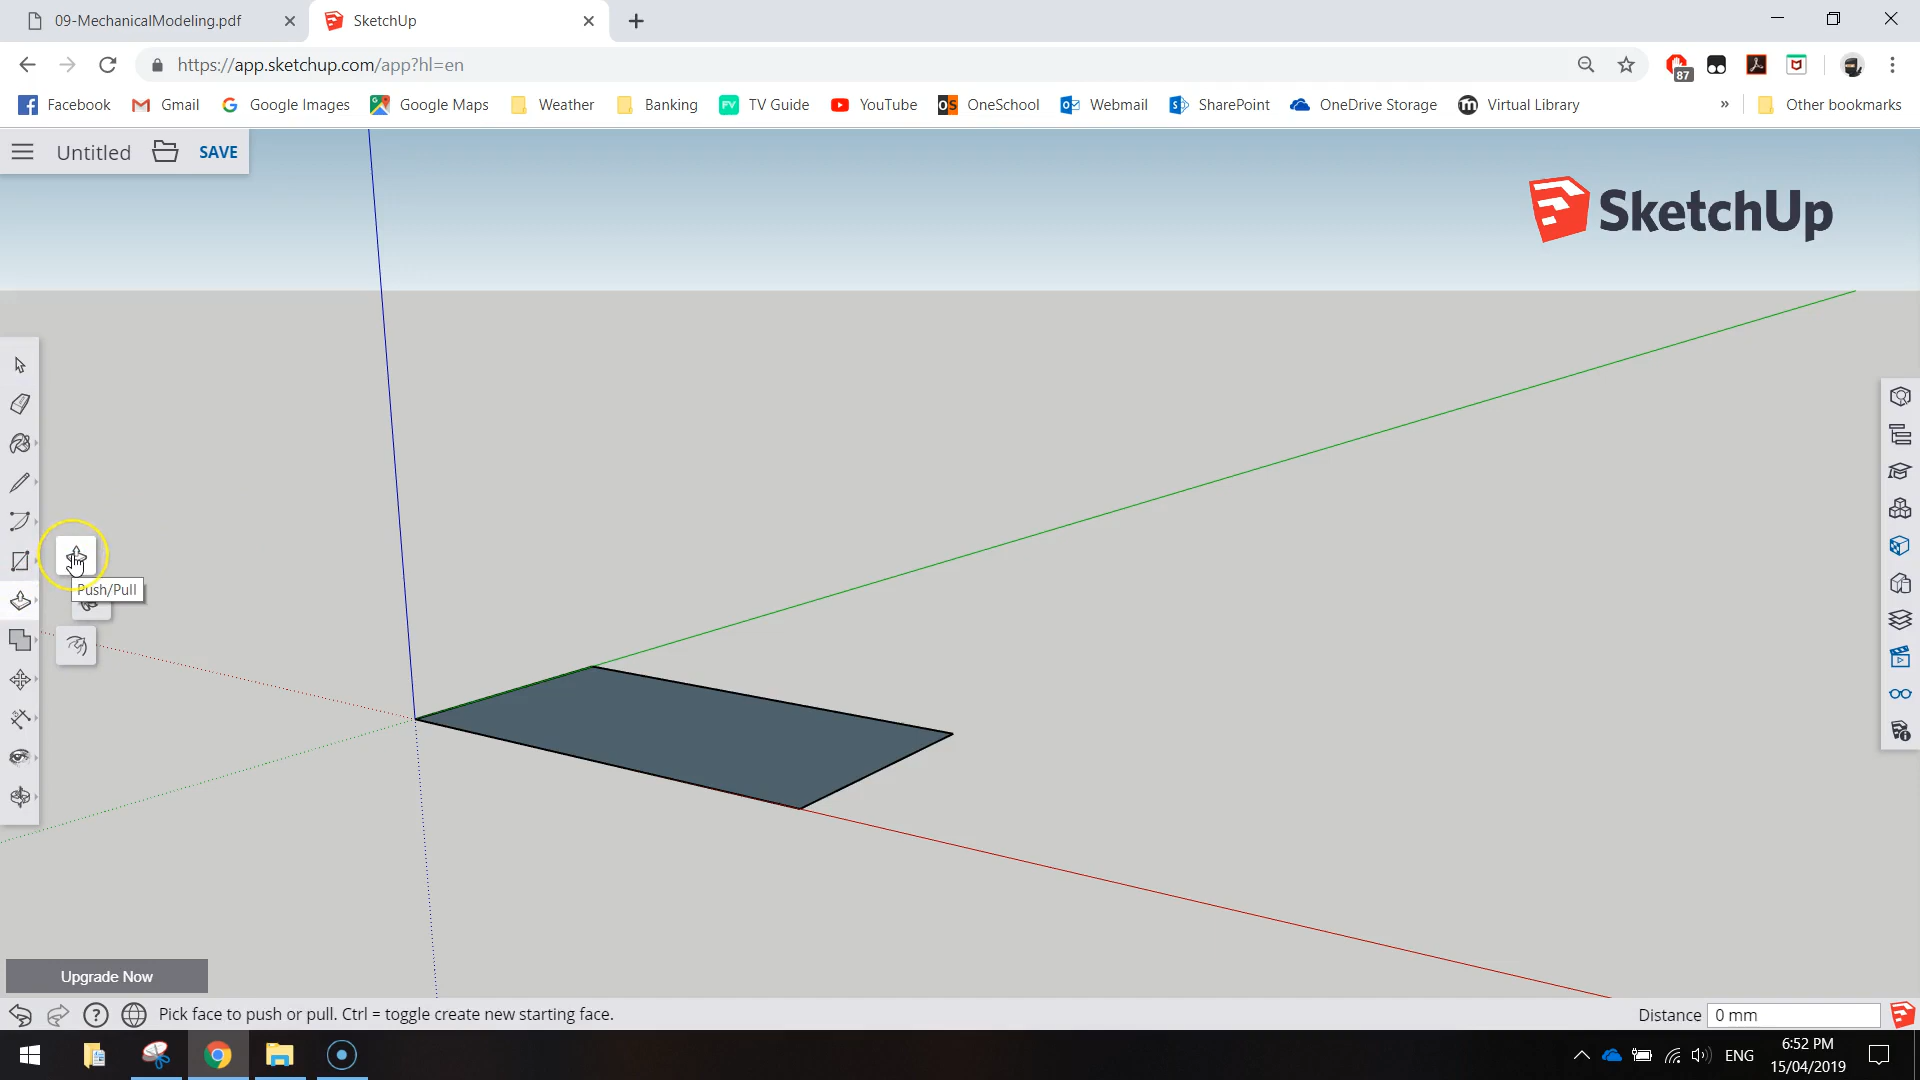 09-MechanicalModeling.pdf
SketchUp
https://app.sketchup.com/app?hl=en
87
Facebook Gmail Google Images Google Maps Weather Banking TV Guide YouTube OneSchool Webmail SharePoint OneDrive Storage Virtual Library » Other bookmarks
Untitled SAVE
SketchUp
Push/Pull
Upgrade Now
Pick face to push or pull. Ctrl = toggle create new starting face.
Distance 0 mm
ENG
6:52 PM
15/04/2019